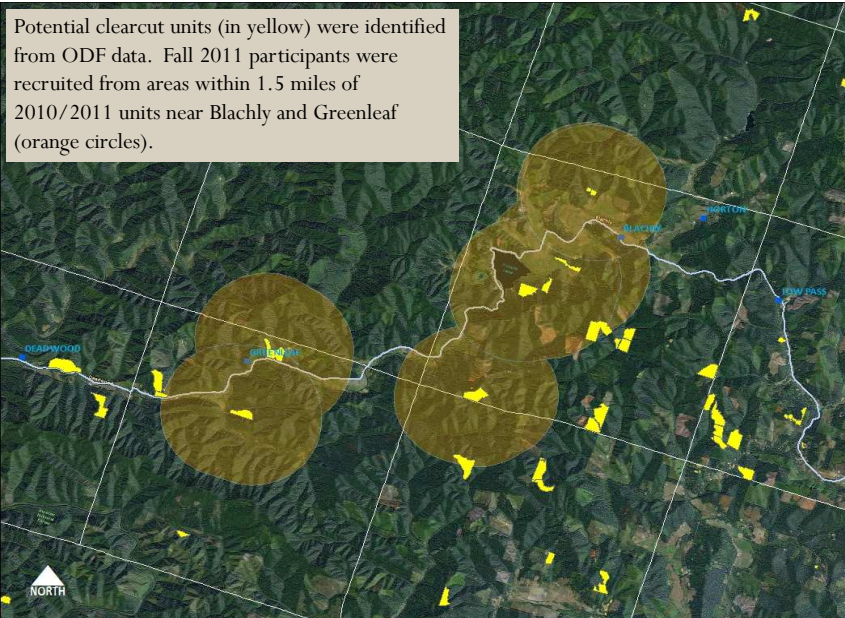 Potential clearcut units (in yellow) were identified
from ODF data. Fall 2011 participants were
recruited from areas within 1.5 miles of
2010/2011 units near Blachly and Greenleaf
(orange circles).
HORTON
BLACHLY
LOW PASS
DEADWOOD
GREENLEAF
NORTH